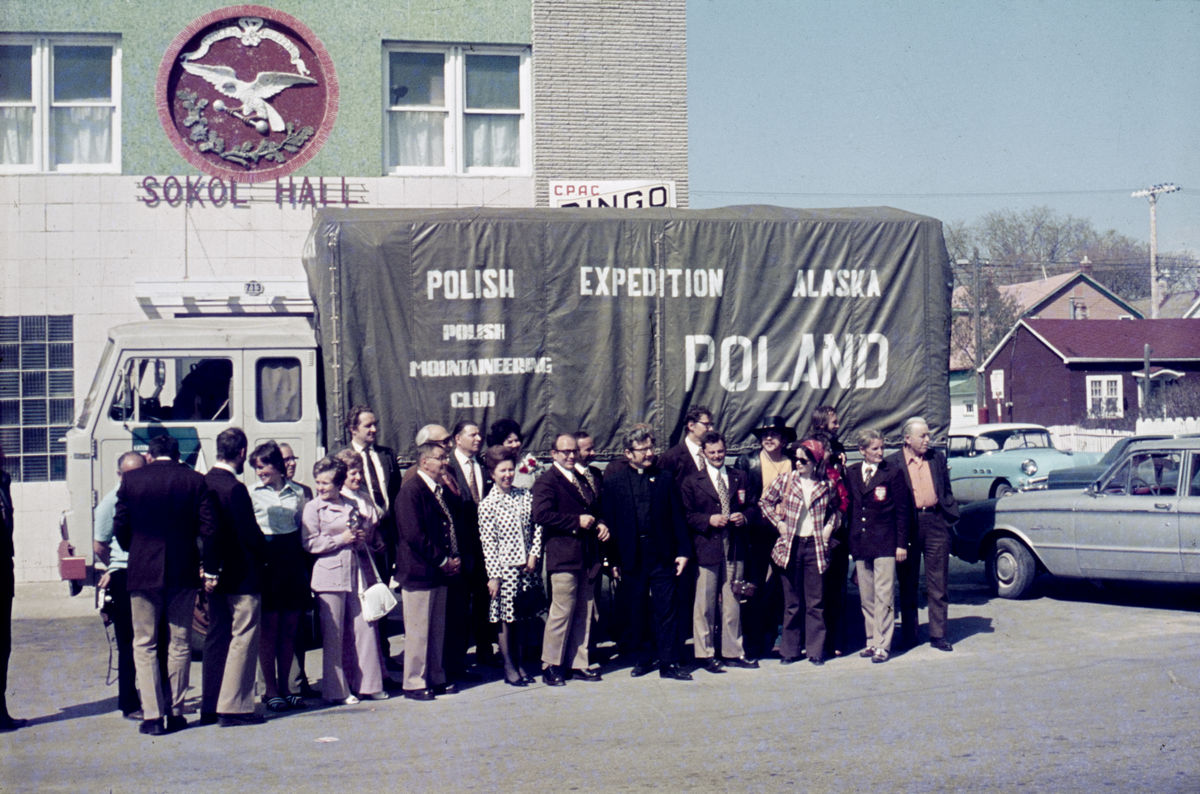 SOKOL HALL
CPAC
BINGO
713
POLISH EXPEDITION ALASKA
POLISH
MOUNTAINEERING
CLUB
POLAND